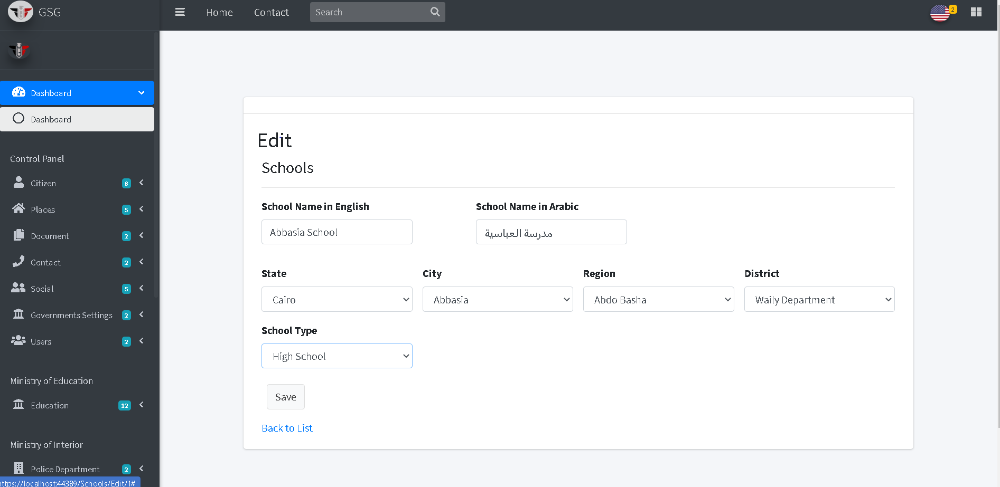 GSG
Home Contact Search 2
Dashboard
Dashboard
Control Panel
Citizen 8
Places 5
Document 2
Contact 2
Social 5
Governments Settings 2
Users 2
Ministry of Education
Education 12
Ministry of Interior
Police Department 2
https://localhost:44389/Schools/Edit/1#
Edit
Schools
School Name in English School Name in Arabic
Abbasia School مدرسة العباسية
State City Region District
Cairo Abbasia Abdo Basha Waily Department
School Type
High School
Save
Back to List